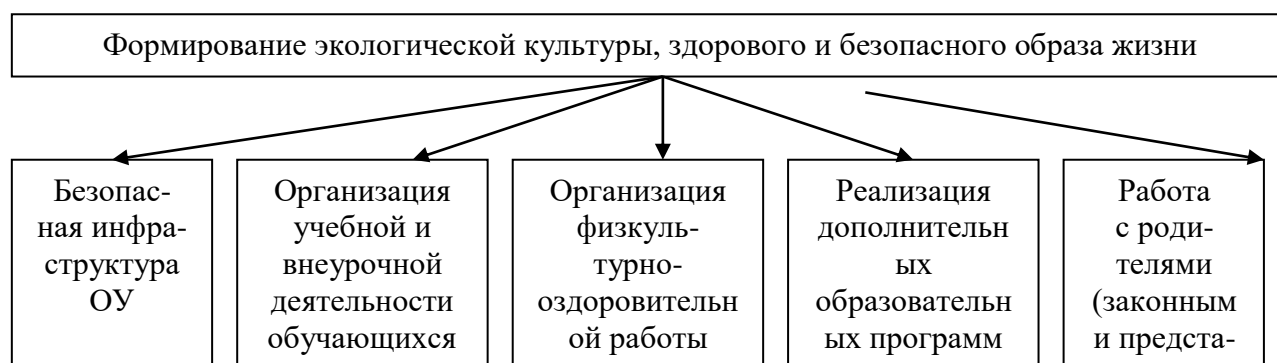 Формирование экологической культуры, здорового и безопасного образа жизни
Безопас-
ная инфра-
структура
ОУ
Организация
учебной и
внеурочной
деятельности
обучающихся
Организация
физкуль-
турно-
оздоровительн
ой работы
Реализация
дополнительн
ых
образовательн
ых программ
Работа
с роди-
телями
(законным
и предста-